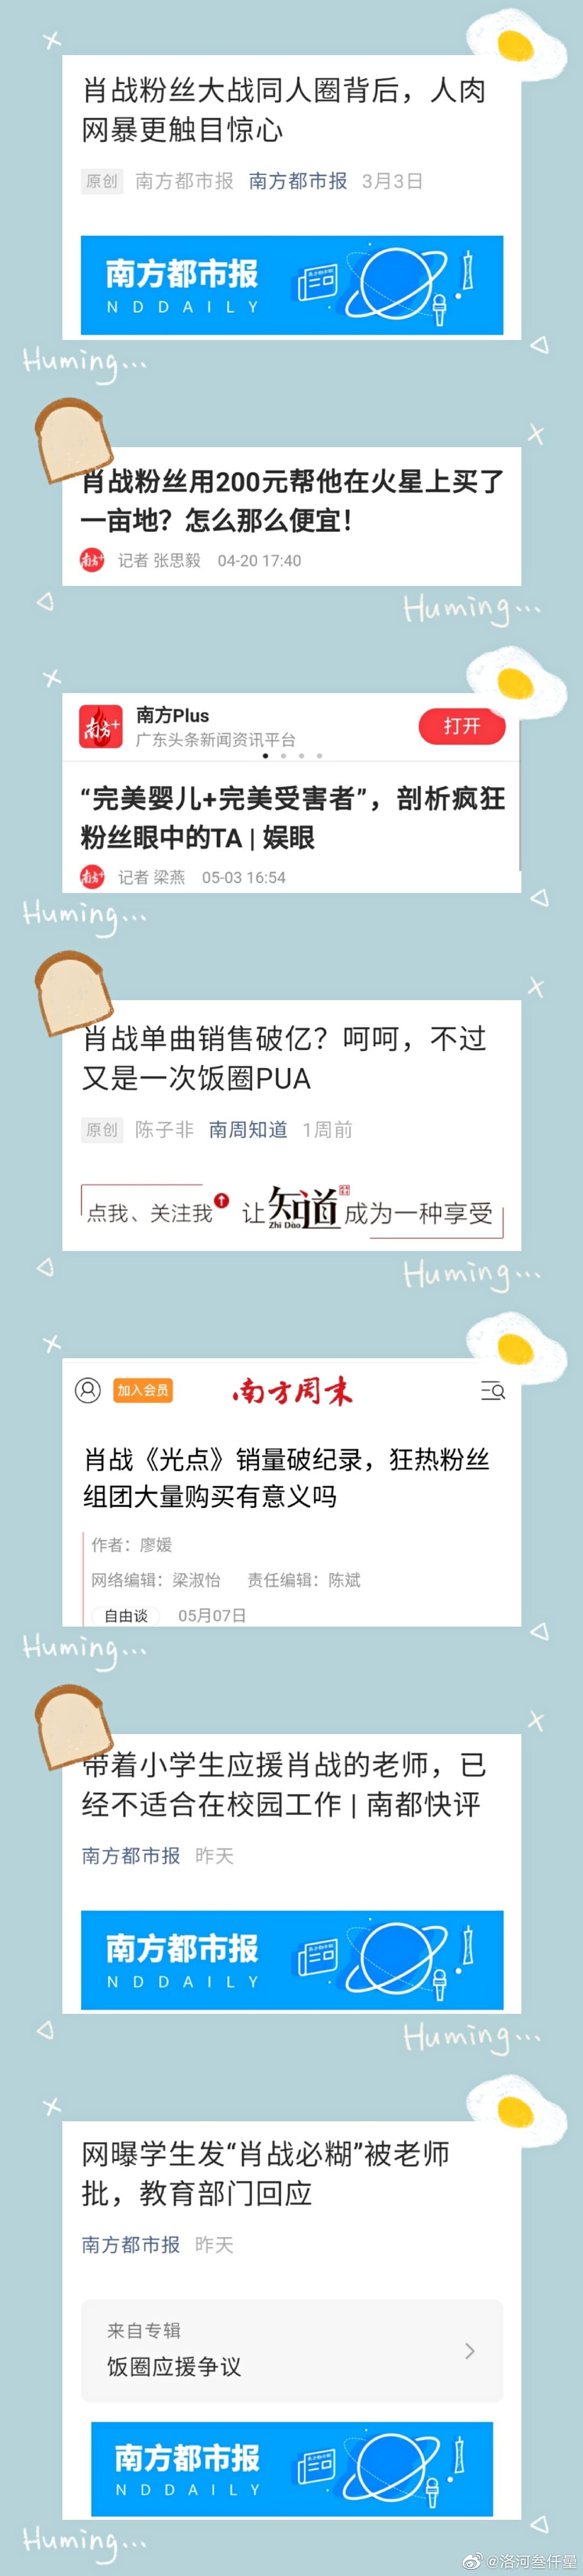 肖战粉丝大战同人圈背后，人肉
网暴更触目惊心
原创 南方都市报 南方都市报 3月3日
南方都市报
NDDAILY
Huming...
肖战粉丝用200元帮他在火星上买了
一亩地？怎么那么便宜！
南方+ 记者 张思毅 04-20 17:40
Huming...
南方+ 南方Plus
广东头条新闻资讯平台
打开
“完美婴儿+完美受害者”，剖析疯狂
粉丝眼中的TA | 娱眼
南方+ 记者 梁燕 05-03 16:54
Huming...
肖战单曲销售破亿？呵呵，不过
又是一次饭圈PUA
原创 陈子非 南周知道 1周前
点我、关注我 让知道成为一种享受
Zhi Dào
Huming...
加入会员 南方周末
肖战《光点》销量破纪录，狂热粉丝
组团大量购买有意义吗
作者：廖媛
网络编辑：梁淑怡 责任编辑：陈斌
自由谈 05月07日
Huming...
带着小学生应援肖战的老师，已
经不适合在校园工作 | 南都快评
南方都市报 昨天
南方都市报
NDDAILY
Huming...
网曝学生发“肖战必糊”被老师
批，教育部门回应
南方都市报 昨天
来自专辑
饭圈应援争议
南方都市报
NDDAILY
Huming...
@洛河叁仟曐